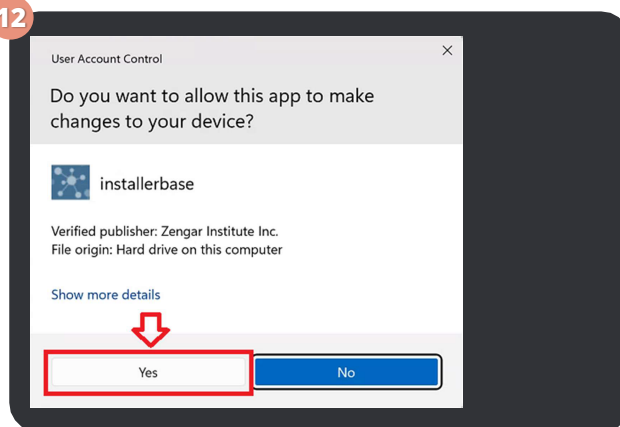 12
User Account Control
Do you want to allow this app to make
changes to your device?
installerbase
Verified publisher: Zengar Institute Inc.
File origin: Hard drive on this computer
Show more details
Yes
No